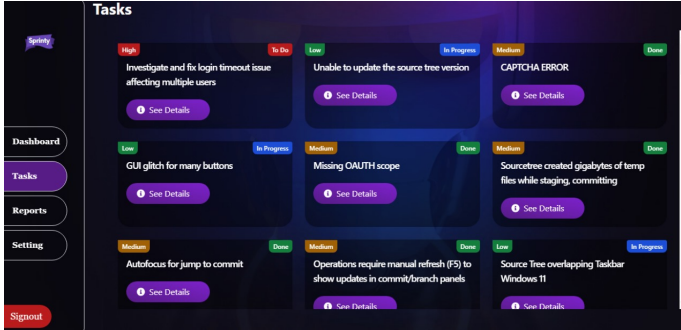 Tasks
Sprinty
Dashboard
Tasks
Reports
Setting
Signout
High
To Do
Investigate and fix login timeout issue
affecting multiple users
See Details
Low
In Progress
Unable to update the source tree version
See Details
Medium
Done
CAPTCHA ERROR
See Details
Low
In Progress
GUI glitch for many buttons
See Details
Medium
Done
Missing OAUTH scope
See Details
Medium
Done
Sourcetree created gigabytes of temp
files while staging, committing
See Details
Medium
Done
Autofocus for jump to commit
See Details
Medium
Done
Operations require manual refresh (F5) to
show updates in commit/branch panels
See Details
Low
In Progress
Source Tree overlapping Taskbar
Windows 11
See Details